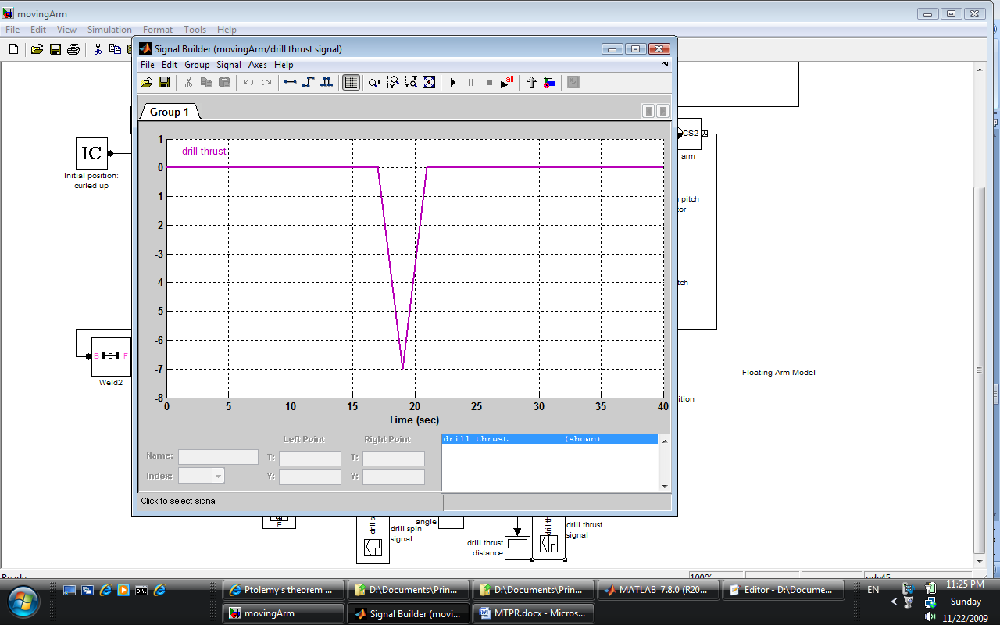 movingArm
File Edit View Simulation Format Tools Help
Signal Builder (movingArm/drill thrust signal)
File Edit Group Signal Axes Help
all
Group 1
drill thrust
1
0
-1
-2
-3
-4
-5
-6
-7
-8
0 5 10 15 20 25 30 35 40
Time (sec)
Left Point Right Point
Name: T: T:
Index: Y: Y:
drill thrust (shown)
Click to select signal
IC
Initial position:
curled up
CS2
arm
pitch
B F
Weld2
Floating Arm Model
angle
drill spin
signal
drill thrust
distance
drill thrust
signal
Ready
100%
ode45
Ptolemy's theorem ...
D:\Documents\Prin...
D:\Documents\Prin...
MATLAB 7.8.0 (R20...
Editor - D:\Docume...
movingArm
Signal Builder (movi...
MTPR.docx - Micros...
EN
11:25 PM
Sunday
11/22/2009